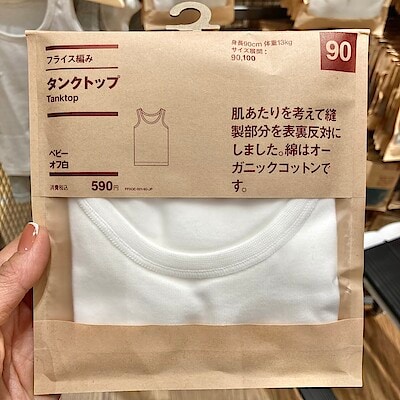 フライス編み
タンクトップ
Tanktop
ベビー
オフ白
消費税込 590円
身長90cm 体重13kg
サイズ展開：
90,100
90
肌あたりを考えて縫
製部分を表裏反対に
しました。綿はオー
ガニックコットンで
す。